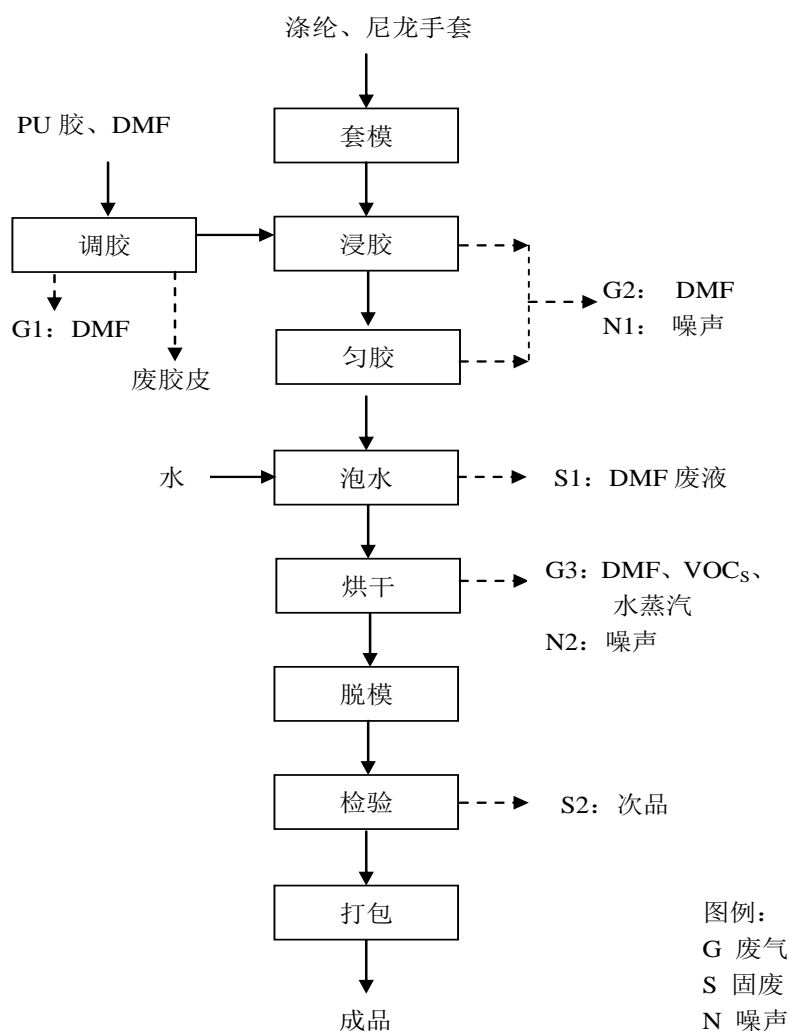 涤纶、尼龙手套
PU 胶、DMF
套模
调胶
浸胶
G1：DMF
废胶皮
G2： DMF
N1： 噪声
匀胶
水
泡水
S1：DMF 废液
烘干
G3：DMF、VOCs、
水蒸汽
N2：噪声
脱模
检验
S2：次品
打包
成品
图例：
G 废气
S 固废
N 噪声